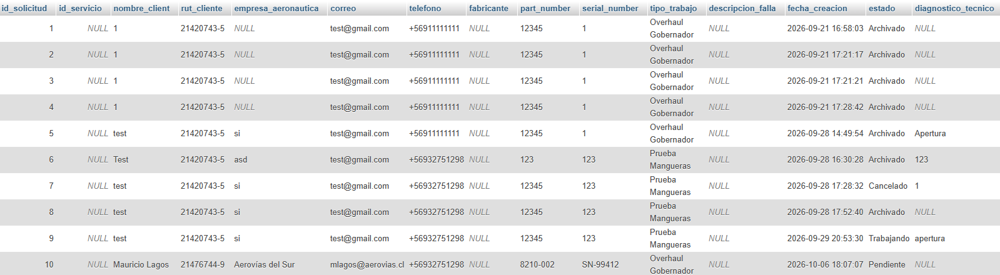 id_solicitud id_servicio nombre_client rut_cliente empresa_aeronautica correo telefono fabricante part_number serial_number tipo_trabajo descripcion_falla fecha_creacion estado diagnostico_tecnico
1 NULL 1 21420743-5 NULL test@gmail.com +56911111111 NULL 12345 1 Overhaul Gobernador NULL 2026-09-21 16:58:03 Archivado NULL
2 NULL 1 21420743-5 NULL test@gmail.com +56911111111 NULL 12345 1 Overhaul Gobernador NULL 2026-09-21 17:21:17 Archivado NULL
3 NULL 1 21420743-5 NULL test@gmail.com +56911111111 NULL 12345 1 Overhaul Gobernador NULL 2026-09-21 17:21:21 Archivado NULL
4 NULL 1 21420743-5 NULL test@gmail.com +56911111111 NULL 12345 1 Overhaul Gobernador NULL 2026-09-21 17:28:42 Archivado NULL
5 NULL test 21420743-5 si test@gmail.com +56911111111 NULL 12345 1 Overhaul Gobernador NULL 2026-09-28 14:49:54 Archivado Apertura
6 NULL Test 21420743-5 asd test@gmail.com +56932751298 NULL 123 123 Prueba Mangueras NULL 2026-09-28 16:30:28 Archivado 123
7 NULL test 21420743-5 si test@gmail.com +56932751298 NULL 12345 123 Prueba Mangueras NULL 2026-09-28 17:28:32 Cancelado 1
8 NULL test 21420743-5 si test@gmail.com +56932751298 NULL 12345 123 Prueba Mangueras NULL 2026-09-28 17:52:40 Archivado NULL
9 NULL test 21420743-5 si test@gmail.com +56932751298 NULL 12345 123 Prueba Mangueras NULL 2026-09-29 20:53:30 Trabajando apertura
10 NULL Mauricio Lagos 21476744-9 Aerovías del Sur mlagos@aerovias.cl +56932751298 NULL 8210-002 SN-99412 Overhaul Gobernador NULL 2026-10-06 18:07:07 Pendiente NULL